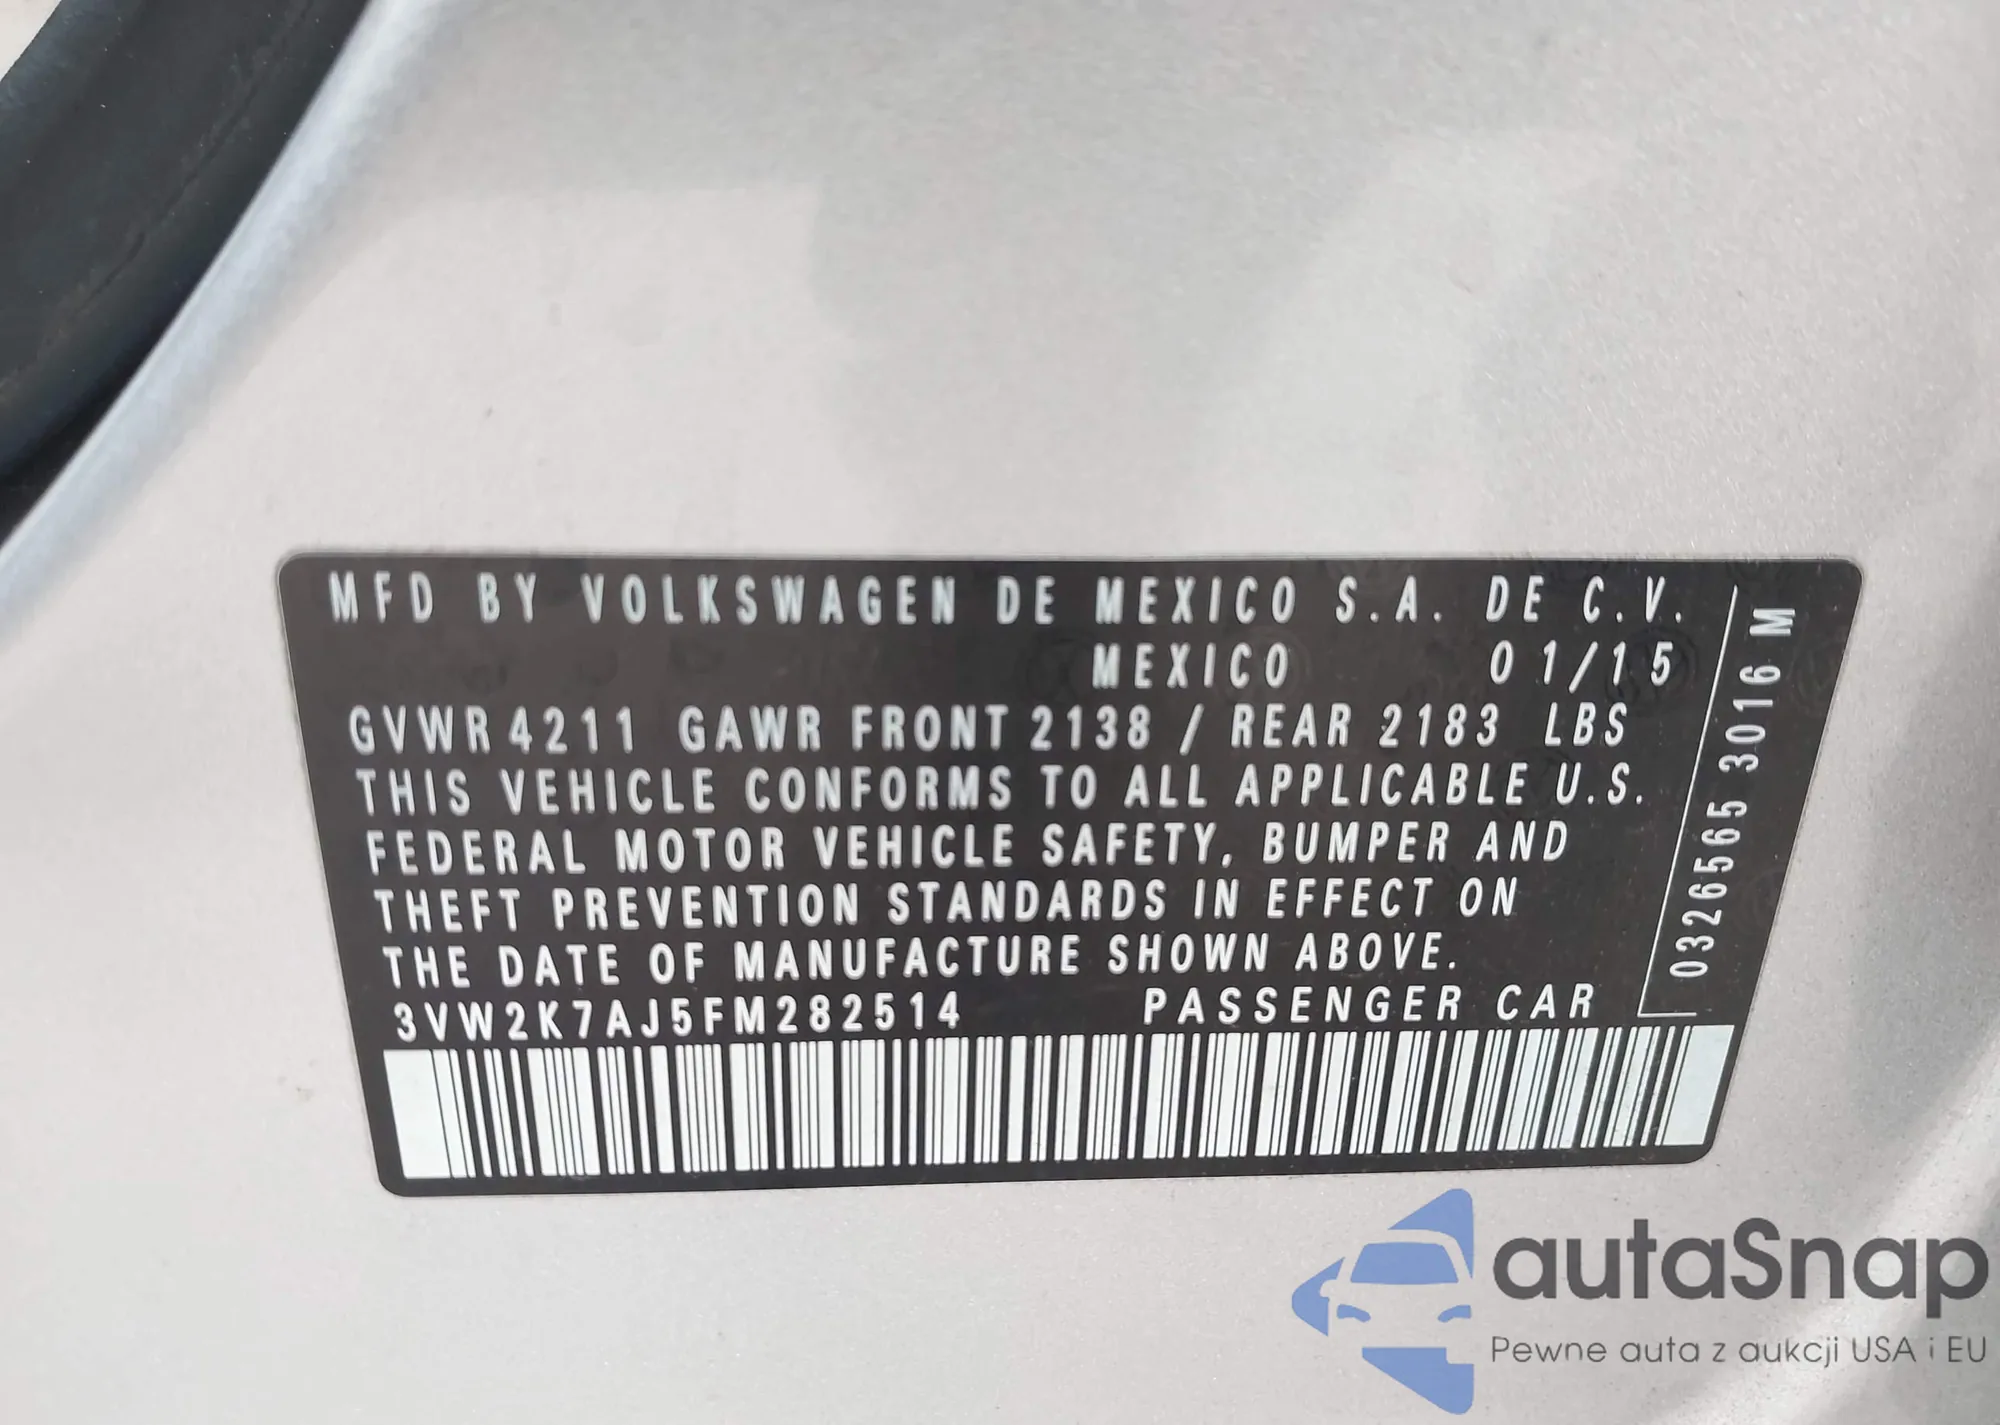 MFD BY VOLKSWAGEN DE MEXICO S.A. DE C.V.
MEXICO 01/15
GVWR 4211 GAWR FRONT 2138 / REAR 2183 LBS
THIS VEHICLE CONFORMS TO ALL APPLICABLE U.S.
FEDERAL MOTOR VEHICLE SAFETY, BUMPER AND
THEFT PREVENTION STANDARDS IN EFFECT ON
THE DATE OF MANUFACTURE SHOWN ABOVE.
3VW2K7AJ5FM282514 PASSENGER CAR
0326565 3016 M
autaSnap
Pewne auta z aukcji USA i EU